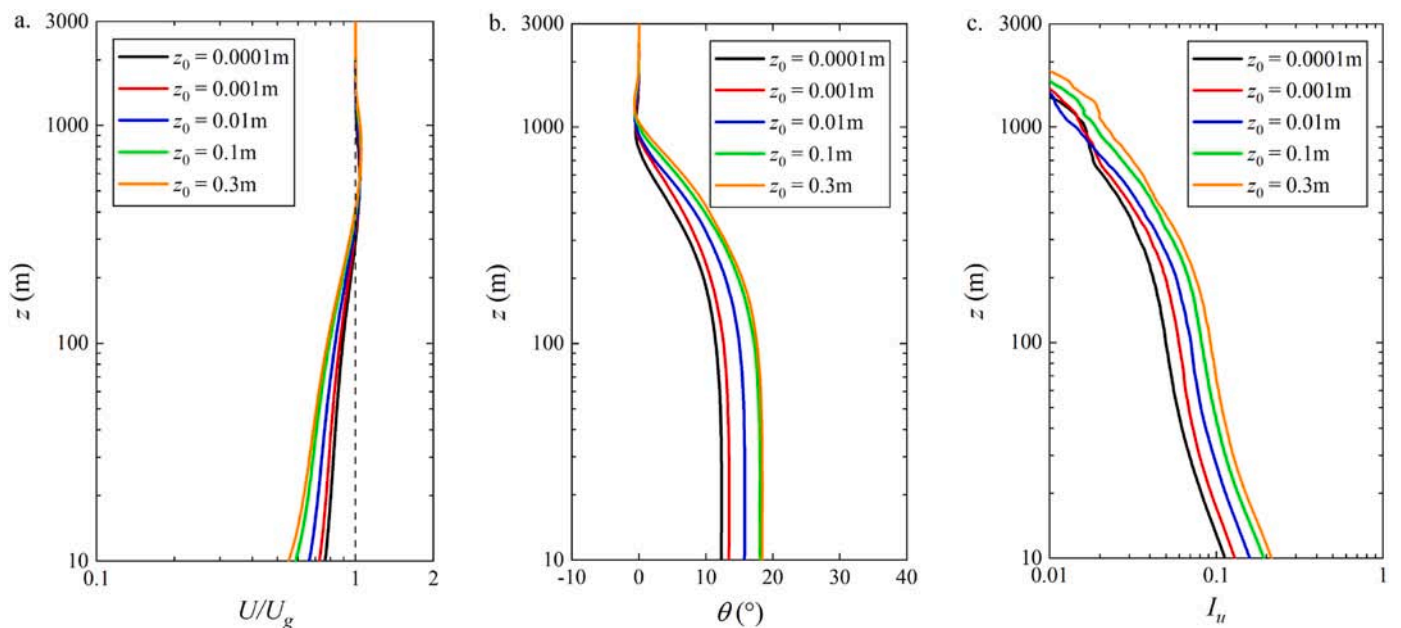 a.
3000
1000
100
10
z (m)
0.1
1
2
U/U_g
z₀ = 0.0001m
z₀ = 0.001m
z₀ = 0.01m
z₀ = 0.1m
z₀ = 0.3m
b.
3000
1000
100
10
z (m)
-10
0
10
20
30
40
θ (°)
z₀ = 0.0001m
z₀ = 0.001m
z₀ = 0.01m
z₀ = 0.1m
z₀ = 0.3m
c.
3000
1000
100
10
z (m)
0.01
0.1
1
I_u
z₀ = 0.0001m
z₀ = 0.001m
z₀ = 0.01m
z₀ = 0.1m
z₀ = 0.3m